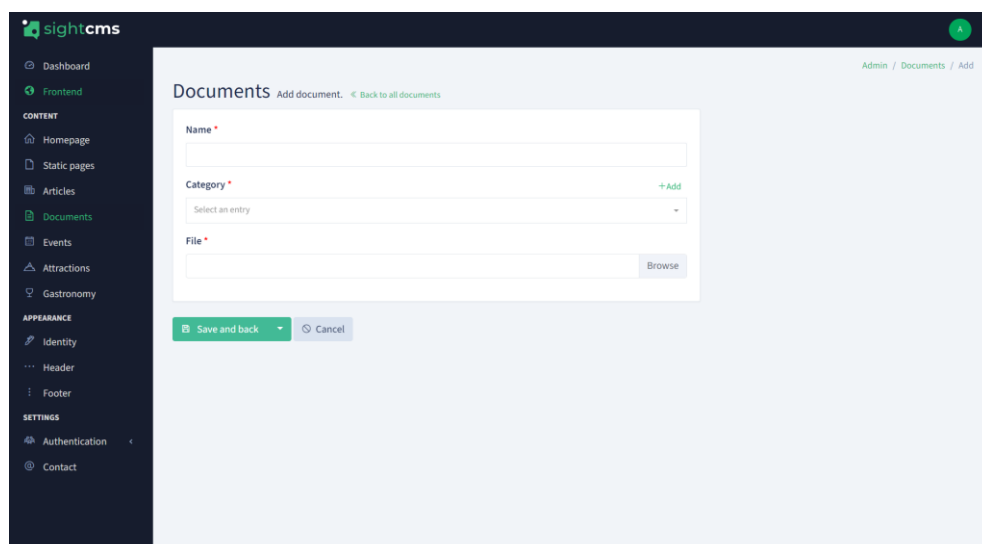 sightcms
A
Dashboard
Frontend
CONTENT
Homepage
Static pages
Articles
Documents
Events
Attractions
Gastronomy
APPEARANCE
Identity
Header
Footer
SETTINGS
Authentication
Contact
Admin / Documents / Add
Documents Add document. « Back to all documents
Name *
Category * +Add
Select an entry
File *
Browse
Save and back
Cancel